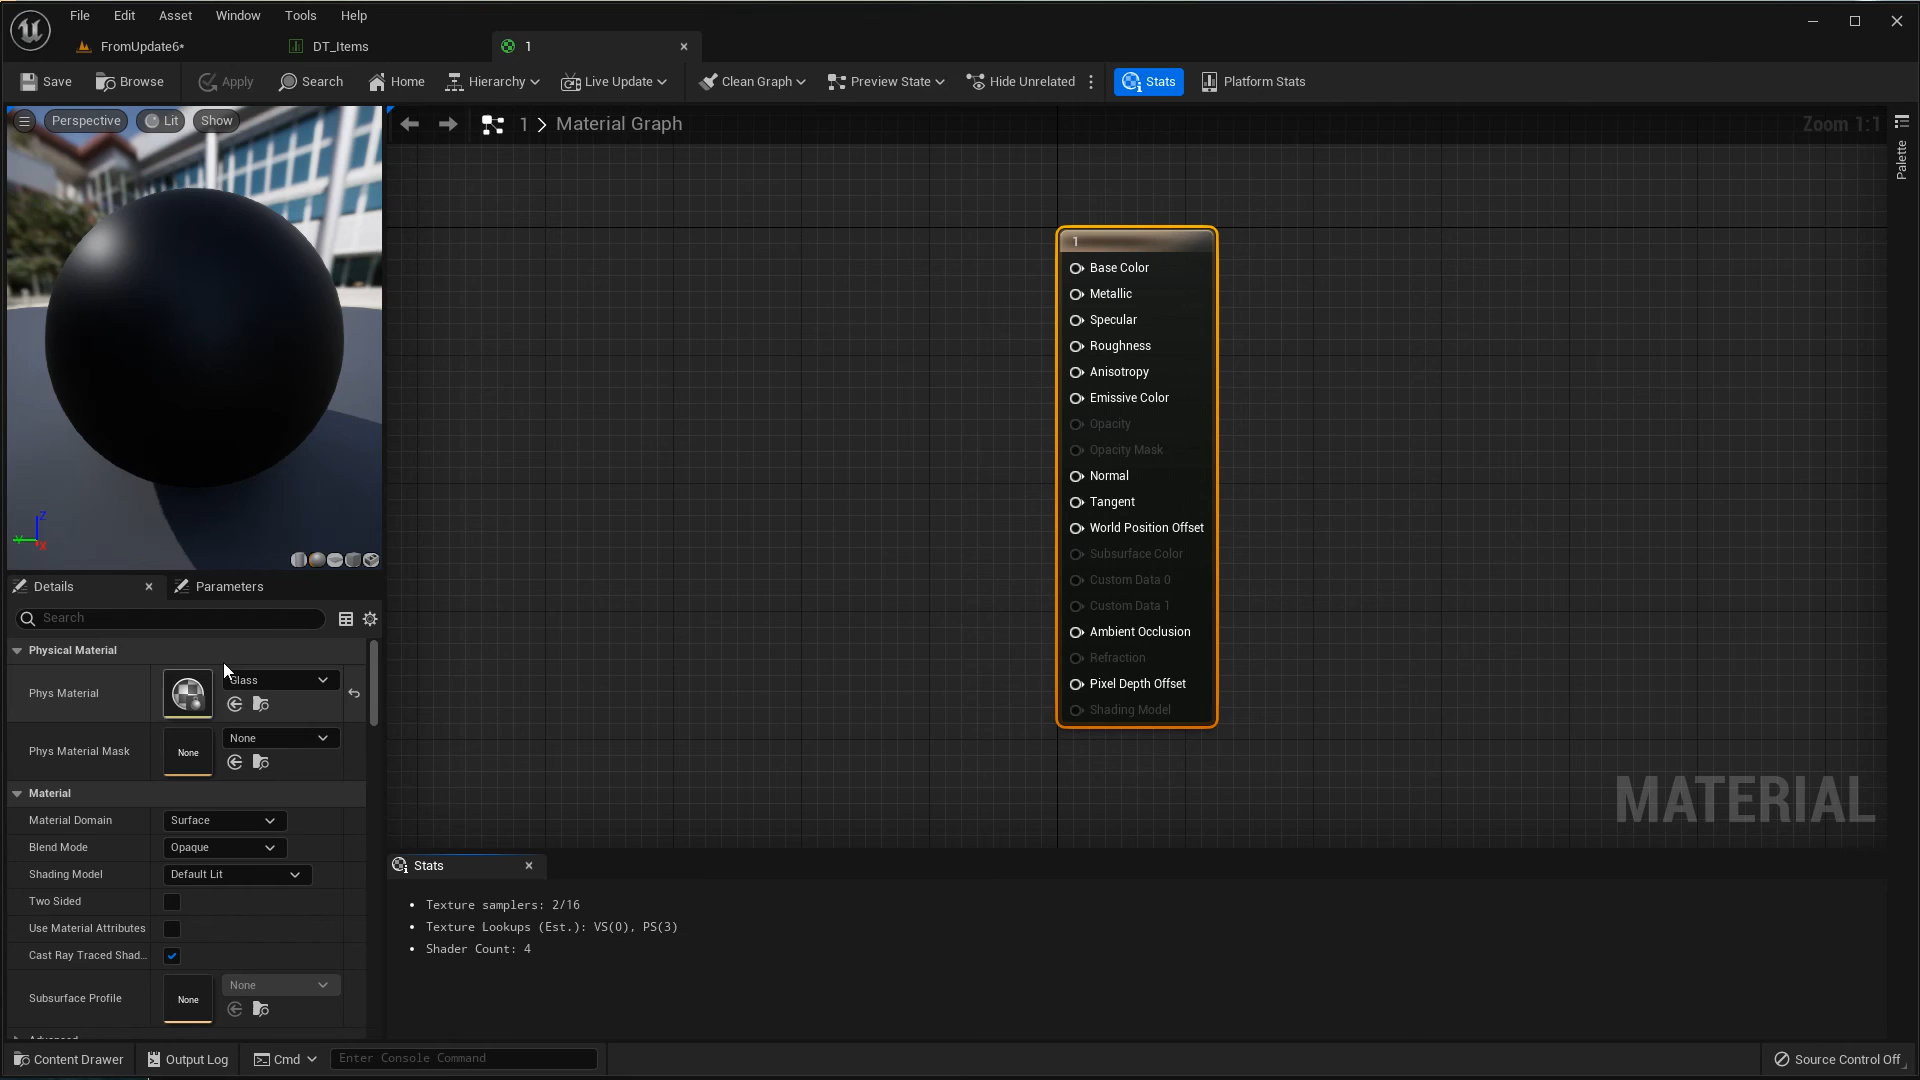 File Edit Asset Window Tools Help
FromUpdate6* DT_Items 1
Save Browse Apply Search Home Hierarchy Live Update Clean Graph Preview State Hide Unrelated Stats Platform Stats
Perspective Lit Show
1 > Material Graph Zoom 1:1
Palette
1
Base Color
Metallic
Specular
Roughness
Anisotropy
Emissive Color
Opacity
Opacity Mask
Normal
Tangent
World Position Offset
Subsurface Color
Custom Data 0
Custom Data 1
Ambient Occlusion
Refraction
Pixel Depth Offset
Shading Model
MATERIAL
Z
Y
X
Details Parameters
Search
Physical Material
Phys Material Glass
Phys Material Mask None None
Material
Material Domain Surface
Blend Mode Opaque
Shading Model Default Lit
Two Sided
Use Material Attributes
Cast Ray Traced Shad...
Subsurface Profile None None
Advanced
Stats
• Texture samplers: 2/16
• Texture Lookups (Est.): VS(0), PS(3)
• Shader Count: 4
Content Drawer Output Log Cmd Enter Console Command Source Control Off